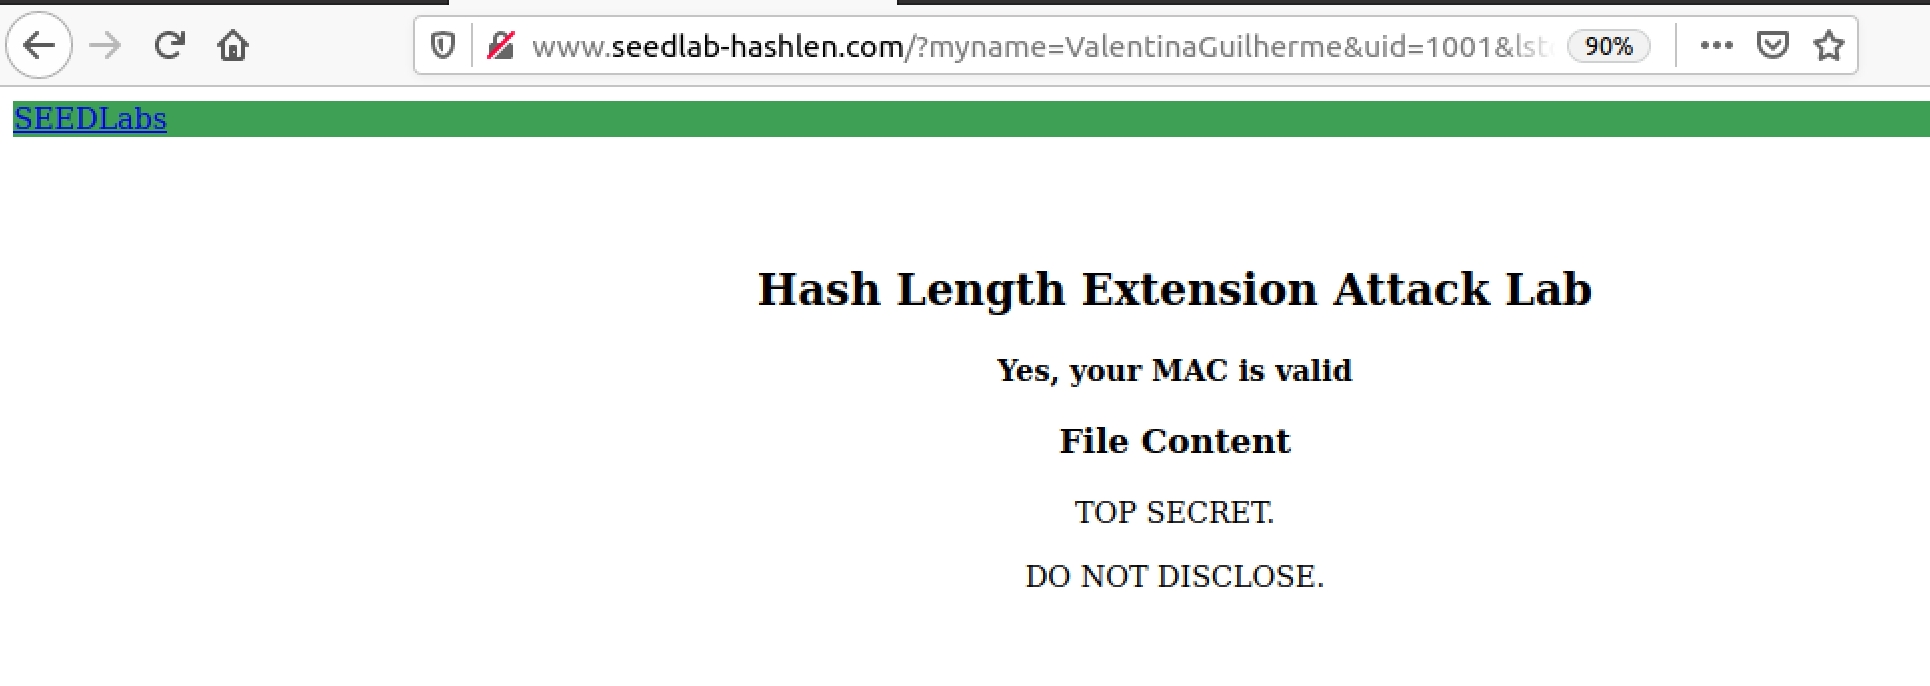 www.seedlab-hashlen.com/?myname=ValentinaGuilherme&uid=1001&lst 90%
SEEDLabs
Hash Length Extension Attack Lab
Yes, your MAC is valid
File Content
TOP SECRET.
DO NOT DISCLOSE.